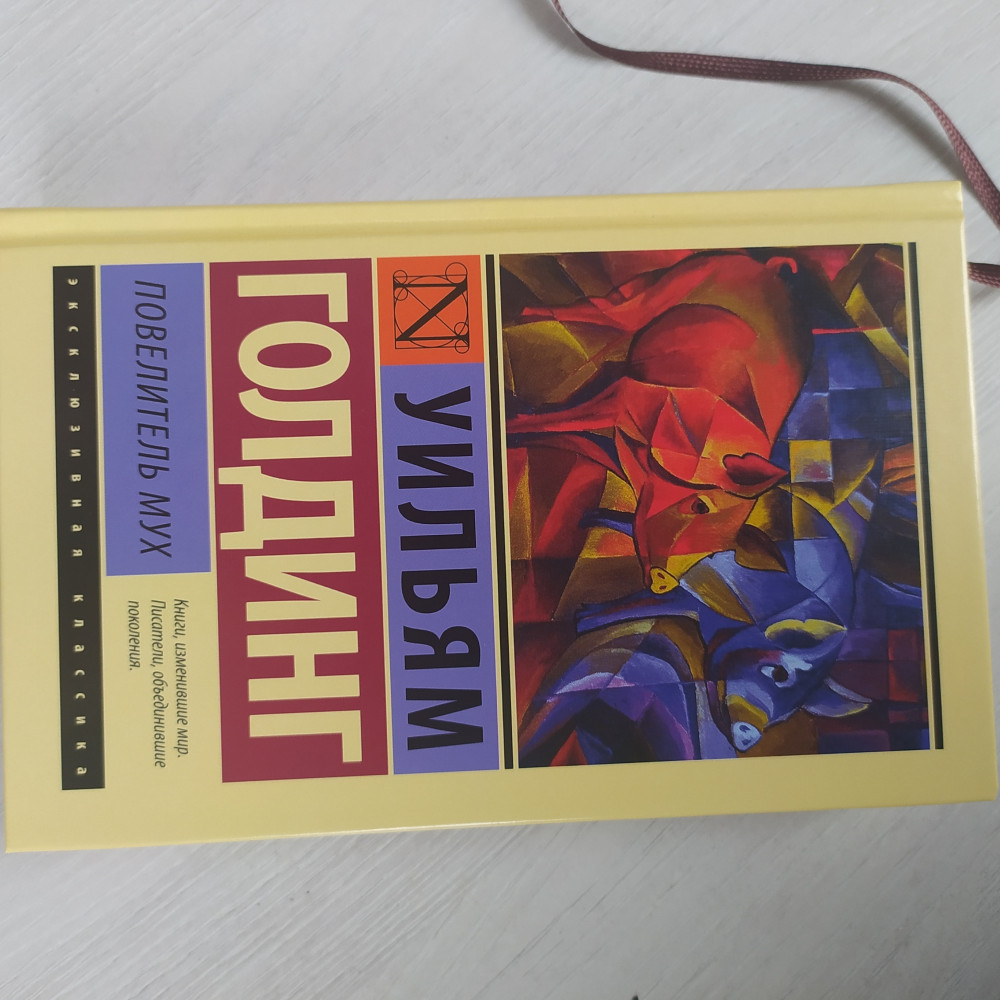 УИЛЬЯМ
ГОЛДИНГ
ПОВЕЛИТЕЛЬ МУХ
Книги, изменившие мир.
Писатели, объединившие
поколения.
ЭКСКЛЮЗИВНАЯ КЛАССИКА